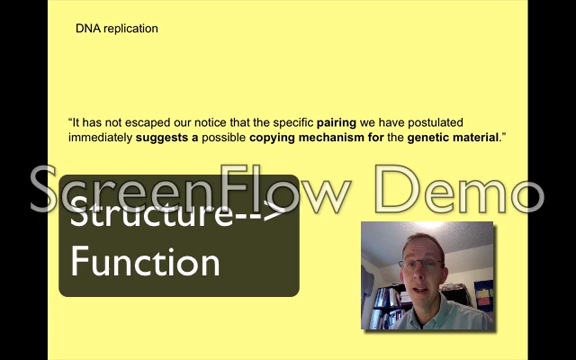 DNA replication
“It has not escaped our notice that the specific pairing we have postulated
immediately suggests a possible copying mechanism for the genetic material.”
ScreenFlow Demo
Structure-->
Function